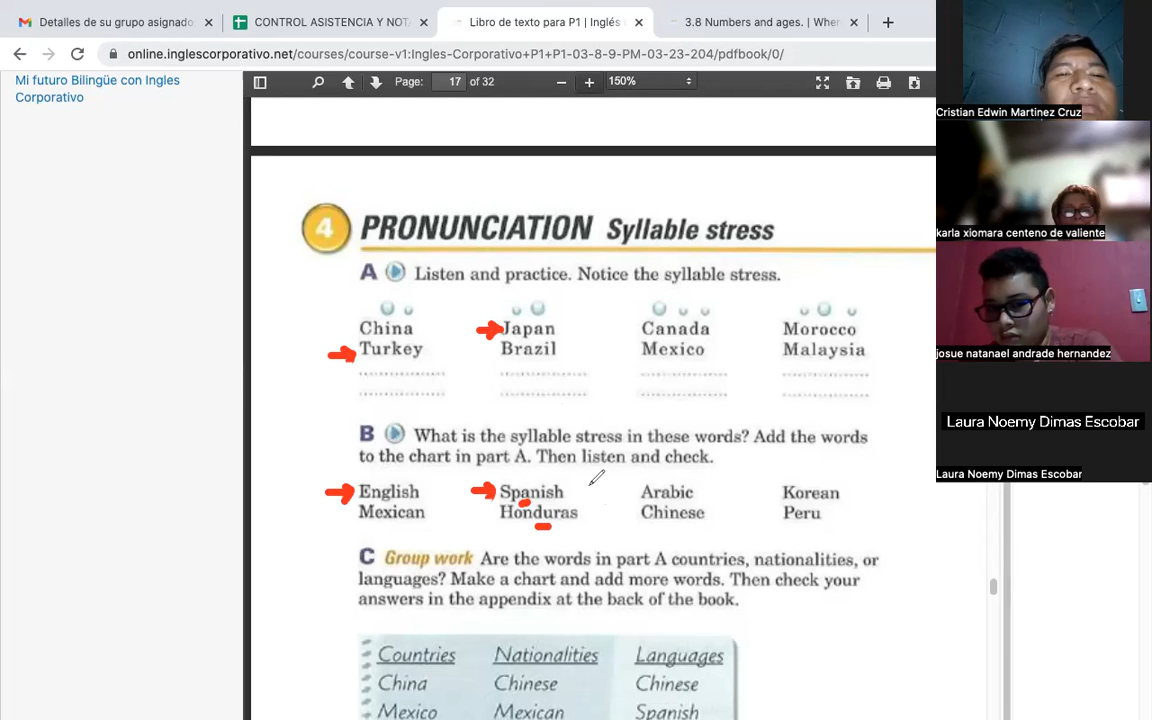 Detalles de su grupo asignado
CONTROL ASISTENCIA Y NOT
Libro de texto para P1 | Inglés
3.8 Numbers and ages. | Wher
online.inglescorporativo.net/courses/course-v1:Ingles-Corporativo+P1+P1-03-8-9-PM-03-23-204/pdfbook/0/
Mi futuro Bilingüe con Ingles
Corporativo
Page: 17 of 32
150%
4 PRONUNCIATION Syllable stress
A Listen and practice. Notice the syllable stress.
China Japan Canada Morocco
Turkey Brazil Mexico Malaysia
B What is the syllable stress in these words? Add the words
to the chart in part A. Then listen and check.
English Spanish Arabic Korean
Mexican Honduras Chinese Peru
C Group work Are the words in part A countries, nationalities, or
languages? Make a chart and add more words. Then check your
answers in the appendix at the back of the book.
Countries Nationalities Languages
China Chinese Chinese
Mexico Mexican Spanish
Cristian Edwin Martinez Cruz
karla xiomara centeno de valiente
josue natanael andrade hernandez
Laura Noemy Dimas Escobar
Laura Noemy Dimas Escobar